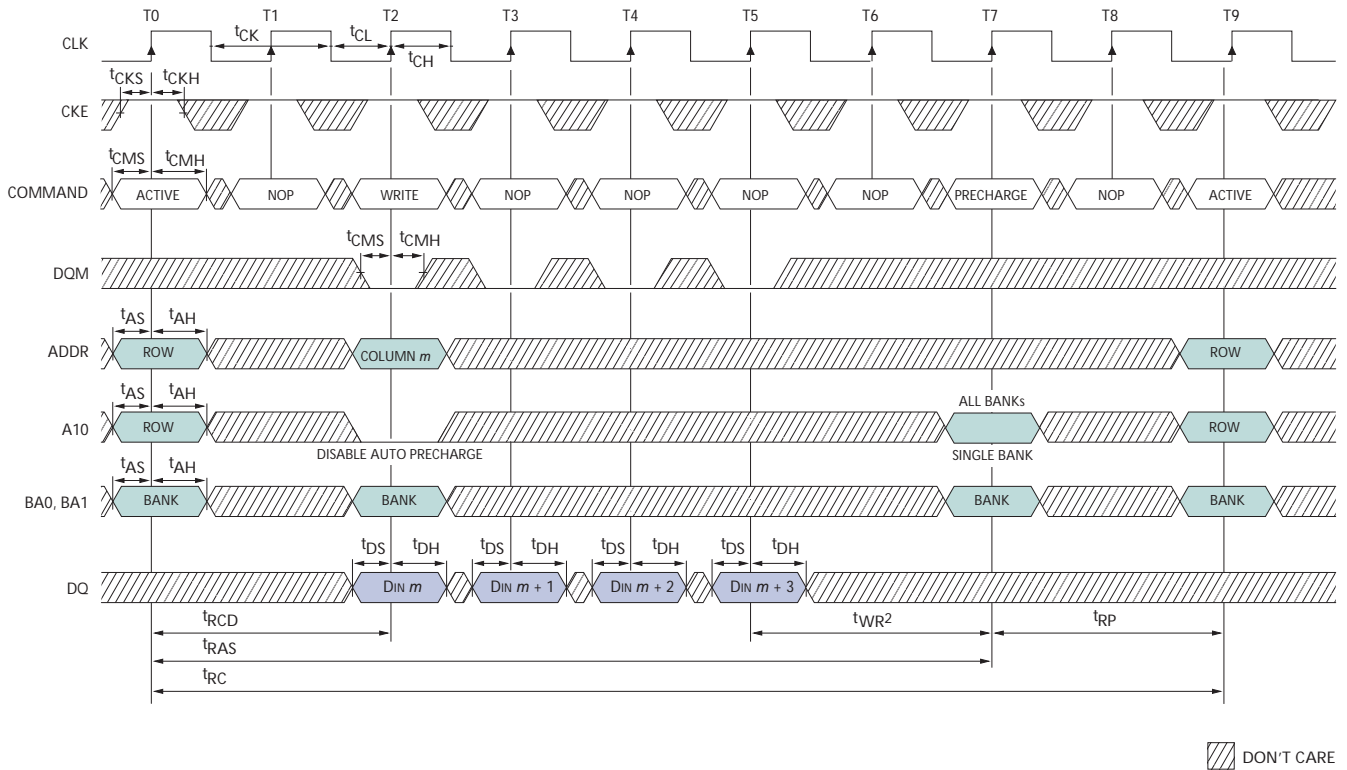 T0 T1 T2 T3 T4 T5 T6 T7 T8 T9
CLK
tCK tCL
tCH
tCKS tCKH
CKE
tCMS tCMH
COMMAND ACTIVE NOP WRITE NOP NOP NOP NOP PRECHARGE NOP ACTIVE
tCMS tCMH
DQM
tAS tAH
ADDR ROW COLUMN m ROW
tAS tAH
ALL BANKs
A10 ROW ROW
DISABLE AUTO PRECHARGE SINGLE BANK
tAS tAH
BA0, BA1 BANK BANK BANK BANK
tDS tDH tDS tDH tDS tDH tDS tDH
DQ DIN m DIN m + 1 DIN m + 2 DIN m + 3
tRCD tWR2 tRP
tRAS
tRC
DON'T CARE